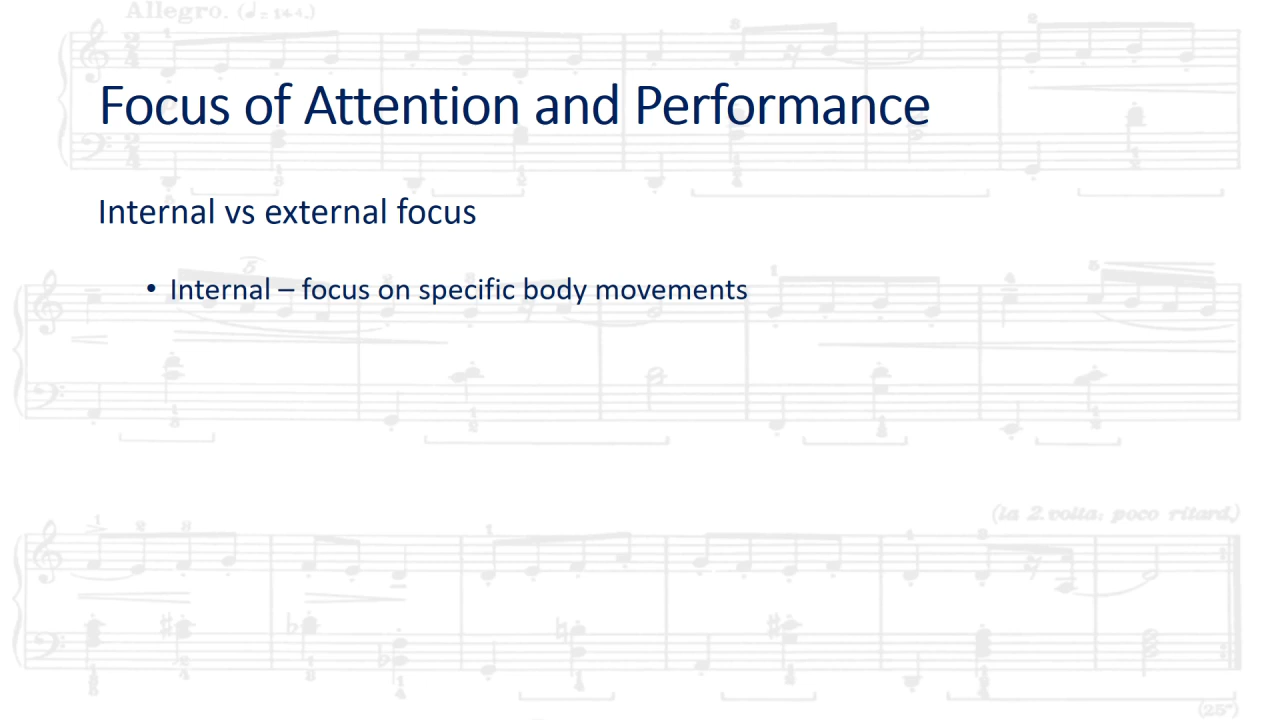 Allegro. (♩ = 144.)
Focus of Attention and Performance
Internal vs external focus
• Internal – focus on specific body movements
(la 2. volta: poco ritard.)
(25")